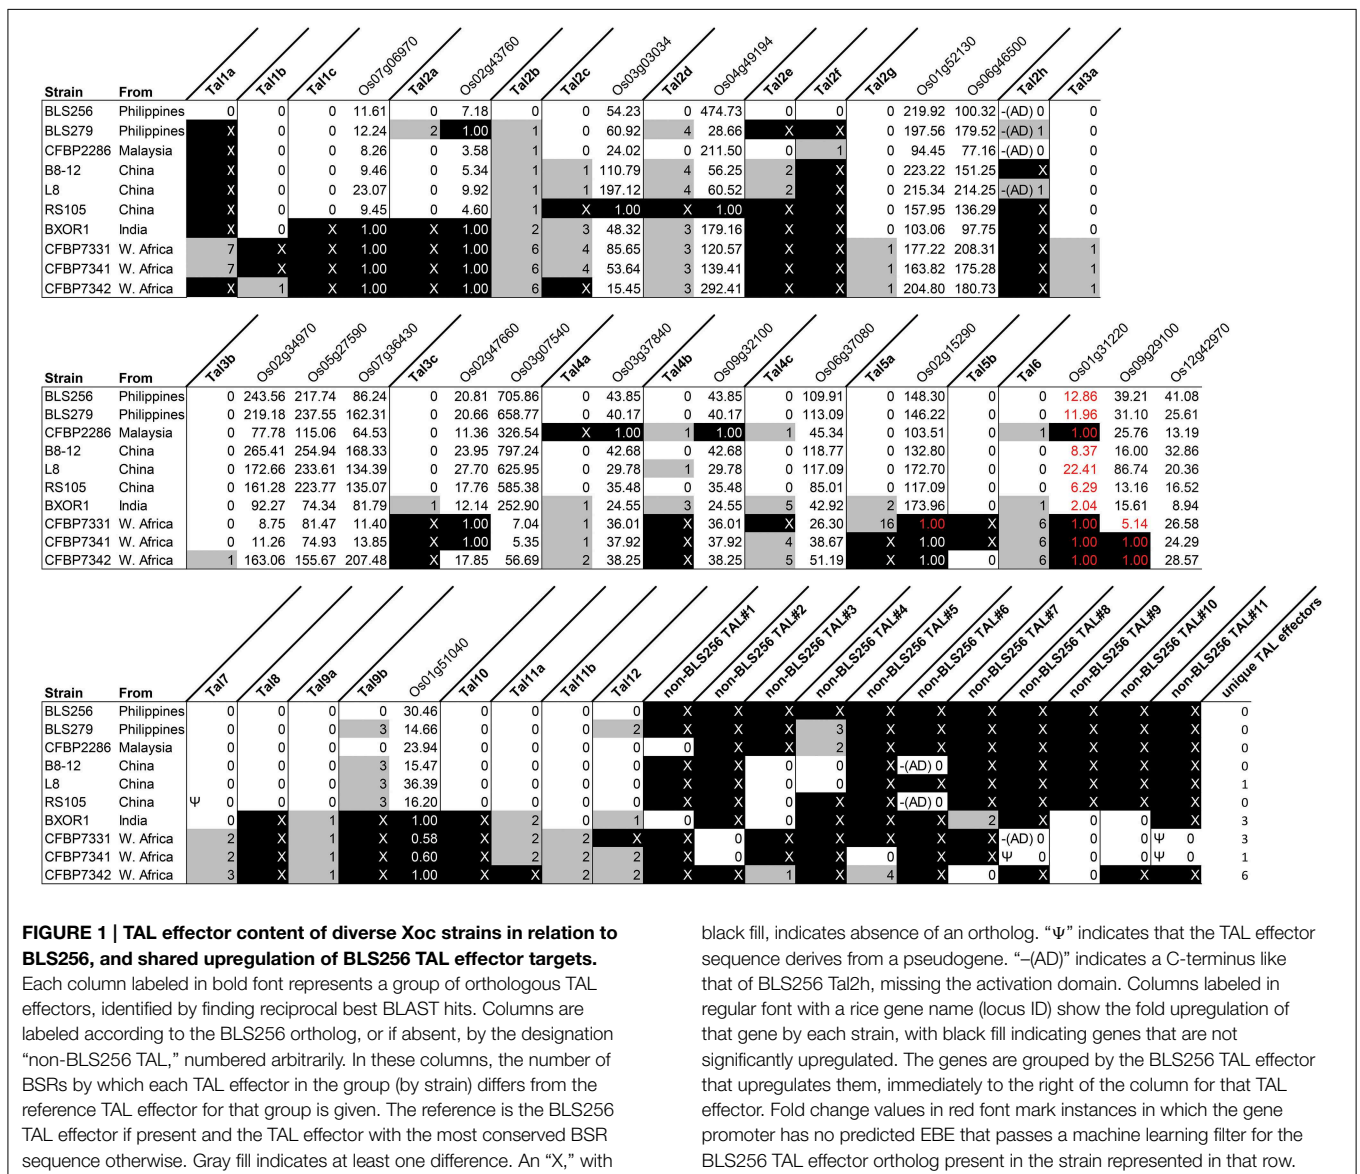 Strain From Tal1a Tal1b Tal1c Os07g06970 Tal2a Os02g43760 Tal2b Tal2c Os03g03034 Tal2d Os04g49194 Tal2e Tal2f Tal2g Os01g52130 Os06g46500 Tal2h Tal3a
BLS256 Philippines 0 0 0 11.61 0 7.18 0 0 54.23 0 474.73 0 0 0 219.92 100.32 -(AD) 0 0
BLS279 Philippines X 0 0 12.24 2 1.00 1 0 60.92 4 28.66 X X 0 197.56 179.52 -(AD) 1 0
CFBP2286 Malaysia X 0 0 8.26 0 3.58 1 0 24.02 0 211.50 0 1 0 94.45 77.16 -(AD) 0 0
B8-12 China X 0 0 9.46 0 5.34 1 1 110.79 4 56.25 2 X 0 223.22 151.25 X 0
L8 China X 0 0 23.07 0 9.92 1 1 197.12 4 60.52 2 X 0 215.34 214.25 -(AD) 1 0
RS105 China X 0 0 9.45 0 4.60 1 X 1.00 X 1.00 X X 0 157.95 136.29 X 0
BXOR1 India X 0 X 1.00 X 1.00 2 3 48.32 3 179.16 X X 0 103.06 97.75 X 0
CFBP7331 W. Africa 7 X X 1.00 X 1.00 6 4 85.65 3 120.57 X X 1 177.22 208.31 X 1
CFBP7341 W. Africa 7 X X 1.00 X 1.00 6 4 53.64 3 139.41 X X 1 163.82 175.28 X 1
CFBP7342 W. Africa X 1 X 1.00 X 1.00 6 X 15.45 3 292.41 X X 1 204.80 180.73 X 1
Strain From Tal3b Os02g34970 Os05g27590 Os07g36430 Tal3c Os02g47660 Os03g07540 Tal4a Os03g37840 Tal4b Os09g32100 Tal4c Os06g37080 Tal5a Os02g15290 Tal5b Tal6 Os01g31220 Os09g29100 Os12g42970
BLS256 Philippines 0 243.56 217.74 86.24 0 20.81 705.86 0 43.85 0 43.85 0 109.91 0 148.30 0 0 12.86 39.21 41.08
BLS279 Philippines 0 219.18 237.55 162.31 0 20.66 658.77 0 40.17 0 40.17 0 113.09 0 146.22 0 0 11.96 31.10 25.61
CFBP2286 Malaysia 0 77.78 115.06 64.53 0 11.36 326.54 X 1.00 1 1.00 1 45.34 0 103.51 0 1 1.00 25.76 13.19
B8-12 China 0 265.41 254.94 168.33 0 23.95 797.24 0 42.68 0 42.68 0 118.77 0 132.80 0 0 8.37 16.00 32.86
L8 China 0 172.66 233.61 134.39 0 27.70 625.95 0 29.78 1 29.78 0 117.09 0 172.70 0 0 22.41 86.74 20.36
RS105 China 0 161.28 223.77 135.07 0 17.76 585.38 0 35.48 0 35.48 0 85.01 0 117.09 0 0 6.29 13.16 16.52
BXOR1 India 0 92.27 74.34 81.79 1 12.14 252.90 1 24.55 3 24.55 5 42.92 2 173.96 0 1 2.04 15.61 8.94
CFBP7331 W. Africa 0 8.75 81.47 11.40 X 1.00 7.04 1 36.01 X 36.01 X 26.30 16 1.00 X 6 1.00 5.14 26.58
CFBP7341 W. Africa 0 11.26 74.93 13.85 X 1.00 5.35 1 37.92 X 37.92 4 38.67 X 1.00 X 6 1.00 1.00 24.29
CFBP7342 W. Africa 1 163.06 155.67 207.48 X 17.85 56.69 2 38.25 X 38.25 5 51.19 X 1.00 0 6 1.00 1.00 28.57
Strain From Tal7 Tal8 Tal9a Tal9b Os01g51040 Tal10 Tal11a Tal11b Tal12 non-BLS256 TAL#1 non-BLS256 TAL#2 non-BLS256 TAL#3 non-BLS256 TAL#4 non-BLS256 TAL#5 non-BLS256 TAL#6 non-BLS256 TAL#7 non-BLS256 TAL#8 non-BLS256 TAL#9 non-BLS256 TAL#10 non-BLS256 TAL#11 unique TAL effectors
BLS256 Philippines 0 0 0 0 30.46 0 0 0 0 X X X X X X X X X X X 0
BLS279 Philippines 0 0 0 3 14.66 0 0 0 2 X X X 3 X X X X X X X 0
CFBP2286 Malaysia 0 0 0 0 23.94 0 0 0 0 0 X X 2 X X X X X X X 0
B8-12 China 0 0 0 3 15.47 0 0 0 0 X X 0 0 X -(AD) 0 X X X X X 0
L8 China 0 0 0 3 36.39 0 0 0 0 X X 0 0 X X X X X X X 1
RS105 China Ψ 0 0 0 3 16.20 0 0 0 0 X X 0 X X -(AD) 0 X X X X X 0
BXOR1 India 0 X 1 X 1.00 X 2 0 1 X X X X X X 2 X 0 0 X 3
CFBP7331 W. Africa 2 X 1 X 0.58 X 2 2 X X 0 X X X X X -(AD) 0 0 0 Ψ 0 3
CFBP7341 W. Africa 2 X 1 X 0.60 X 2 2 2 X 0 X X 0 X X Ψ 0 0 0 Ψ 0 1
CFBP7342 W. Africa 3 X 1 X 1.00 X X 2 2 X X 1 X 4 X 0 X 0 X X 6
FIGURE 1 | TAL effector content of diverse Xoc strains in relation to
BLS256, and shared upregulation of BLS256 TAL effector targets.
Each column labeled in bold font represents a group of orthologous TAL
effectors, identified by finding reciprocal best BLAST hits. Columns are
labeled according to the BLS256 ortholog, or if absent, by the designation
“non-BLS256 TAL,” numbered arbitrarily. In these columns, the number of
BSRs by which each TAL effector in the group (by strain) differs from the
reference TAL effector for that group is given. The reference is the BLS256
TAL effector if present and the TAL effector with the most conserved BSR
sequence otherwise. Gray fill indicates at least one difference. An “X,” with
black fill, indicates absence of an ortholog. “Ψ” indicates that the TAL effector
sequence derives from a pseudogene. “–(AD)” indicates a C-terminus like
that of BLS256 Tal2h, missing the activation domain. Columns labeled in
regular font with a rice gene name (locus ID) show the fold upregulation of
that gene by each strain, with black fill indicating genes that are not
significantly upregulated. The genes are grouped by the BLS256 TAL effector
that upregulates them, immediately to the right of the column for that TAL
effector. Fold change values in red font mark instances in which the gene
promoter has no predicted EBE that passes a machine learning filter for the
BLS256 TAL effector ortholog present in the strain represented in that row.